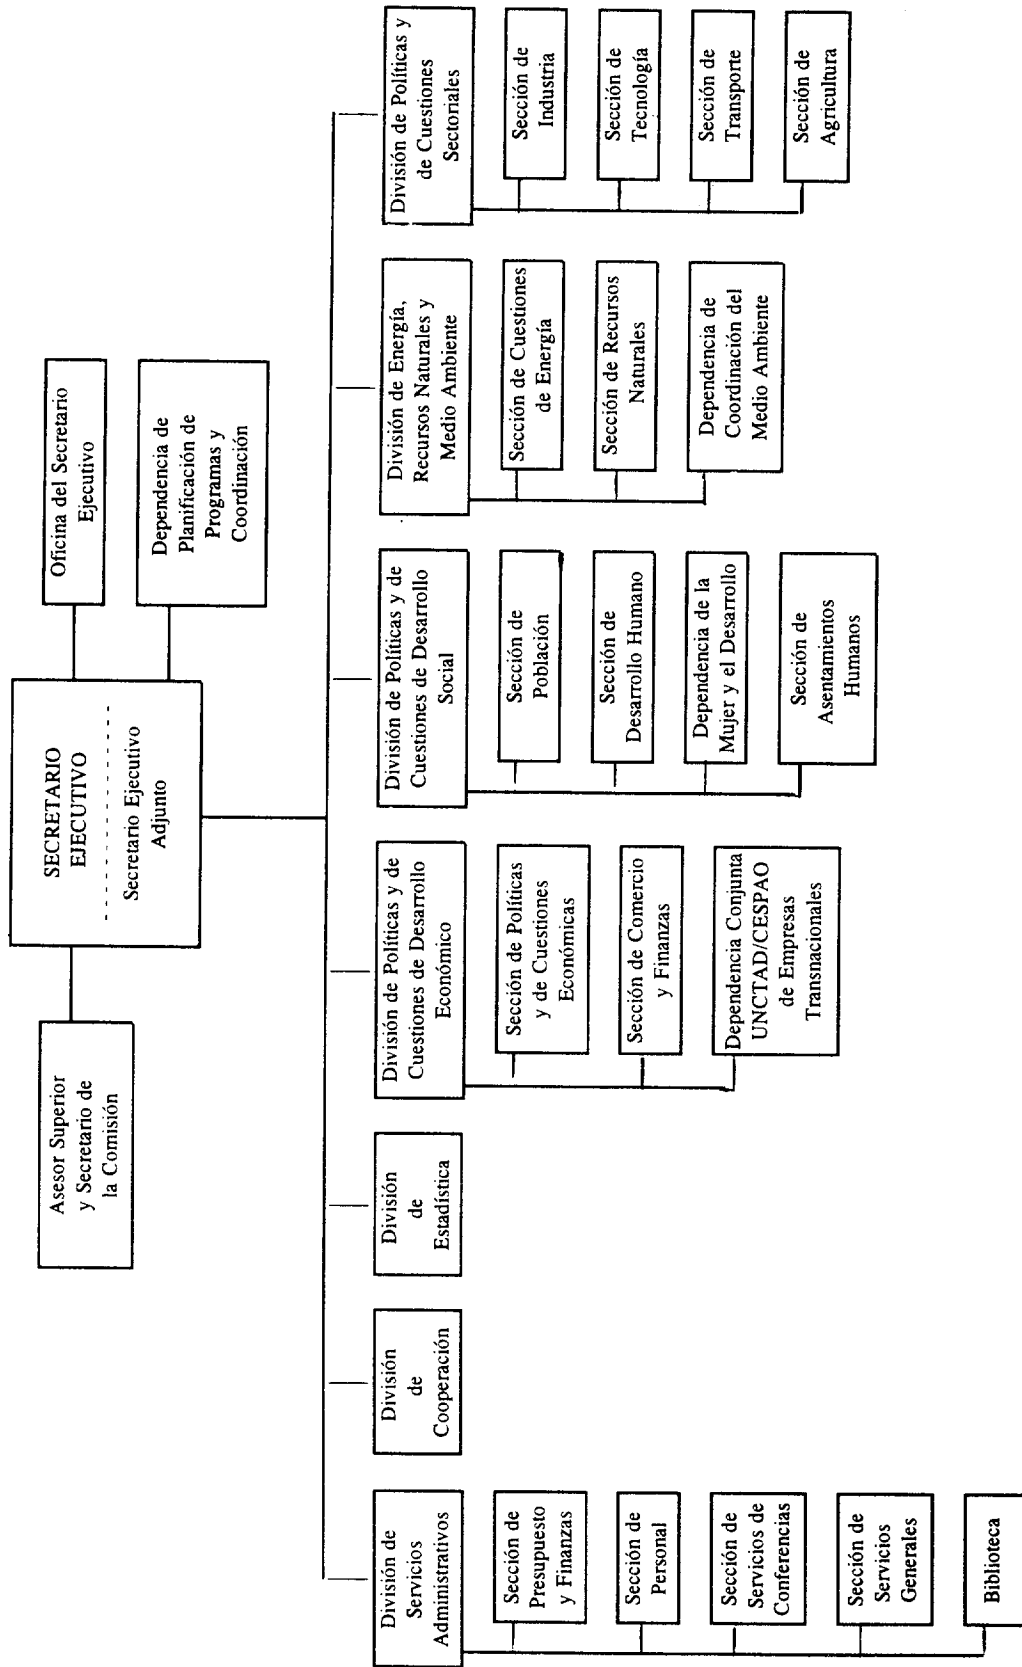 Asesor Superior
y Secretario de
la Comisión
SECRETARIO
EJECUTIVO
Secretario Ejecutivo
Adjunto
Oficina del Secretario
Ejecutivo
Dependencia de
Planificación de
Programas y
Coordinación
División de
Servicios
Administrativos
Sección de
Presupuesto
y Finanzas
Sección de
Personal
Sección de
Servicios de
Conferencias
Sección de
Servicios
Generales
Biblioteca
División
de
Cooperación
División
de
Estadística
División de Políticas y de
Cuestiones de Desarrollo
Económico
Sección de Políticas
y de Cuestiones
Económicas
Sección de Comercio
y Finanzas
Dependencia Conjunta
UNCTAD/CESPAO
de Empresas
Transnacionales
División de Políticas y de
Cuestiones de Desarrollo
Social
Sección de
Población
Sección de
Desarrollo Humano
Dependencia de la
Mujer y el Desarrollo
Sección de
Asentamientos
Humanos
División de Energía,
Recursos Naturales y
Medio Ambiente
Sección de Cuestiones
de Energía
Sección de Recursos
Naturales
Dependencia de
Coordinación del
Medio Ambiente
División de Políticas y
de Cuestiones
Sectoriales
Sección de
Industria
Sección de
Tecnología
Sección de
Transporte
Sección de
Agricultura